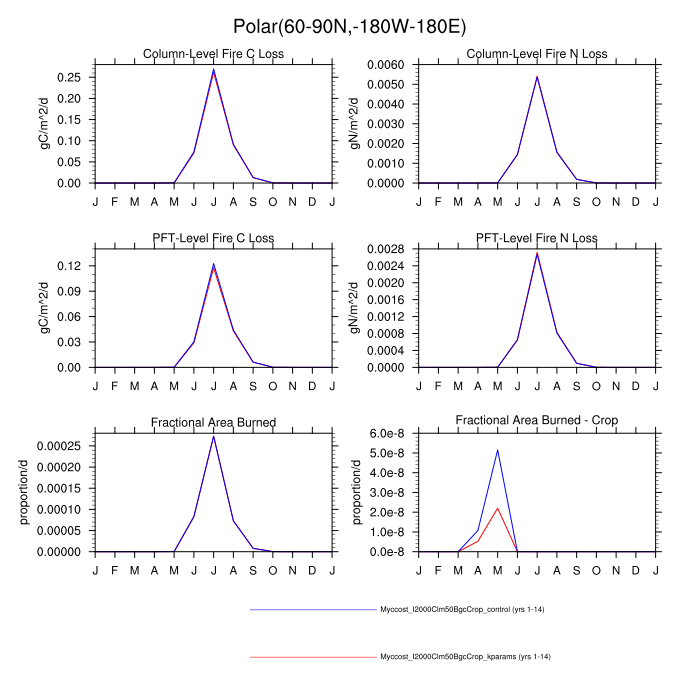 Polar(60-90N,-180W-180E)
Column-Level Fire C Loss
gC/m^2/d
0.25
0.20
0.15
0.10
0.05
0.00
J F M A M J J A S O N D J
Column-Level Fire N Loss
gN/m^2/d
0.0060
0.0050
0.0040
0.0030
0.0020
0.0010
0.0000
J F M A M J J A S O N D J
PFT-Level Fire C Loss
gC/m^2/d
0.12
0.09
0.06
0.03
0.00
J F M A M J J A S O N D J
PFT-Level Fire N Loss
gN/m^2/d
0.0028
0.0024
0.0020
0.0016
0.0012
0.0008
0.0004
0.0000
J F M A M J J A S O N D J
Fractional Area Burned
proportion/d
0.00025
0.00020
0.00015
0.00010
0.00005
0.00000
J F M A M J J A S O N D J
Fractional Area Burned - Crop
proportion/d
6.0e-8
5.0e-8
4.0e-8
3.0e-8
2.0e-8
1.0e-8
0.0e-8
J F M A M J J A S O N D J
Myccost_I2000Clm50BgcCrop_control (yrs 1-14)
Myccost_I2000Clm50BgcCrop_kparams (yrs 1-14)